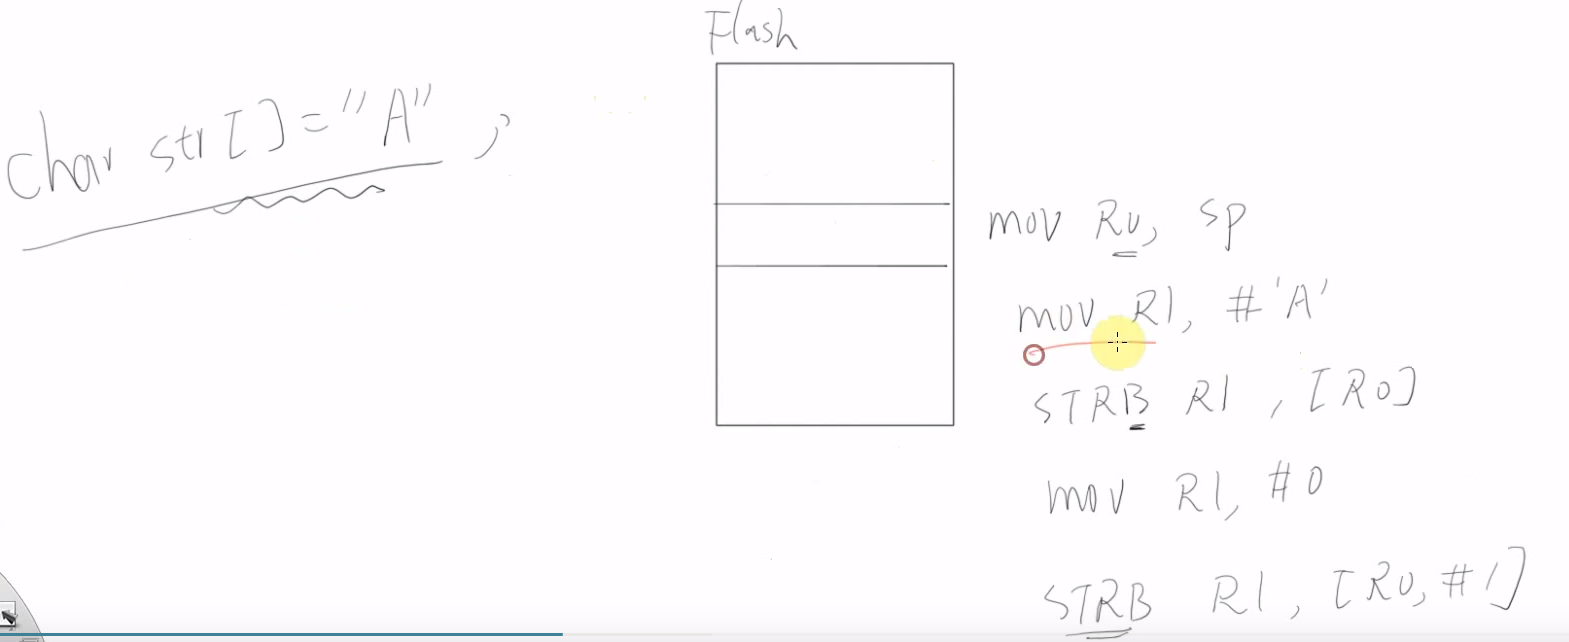 Flash
char str[]="A" ;
mov R0, sp
mov R1, #'A'
STRB R1 , [R0]
mov R1, #0
STRB R1 , [R0, #1]